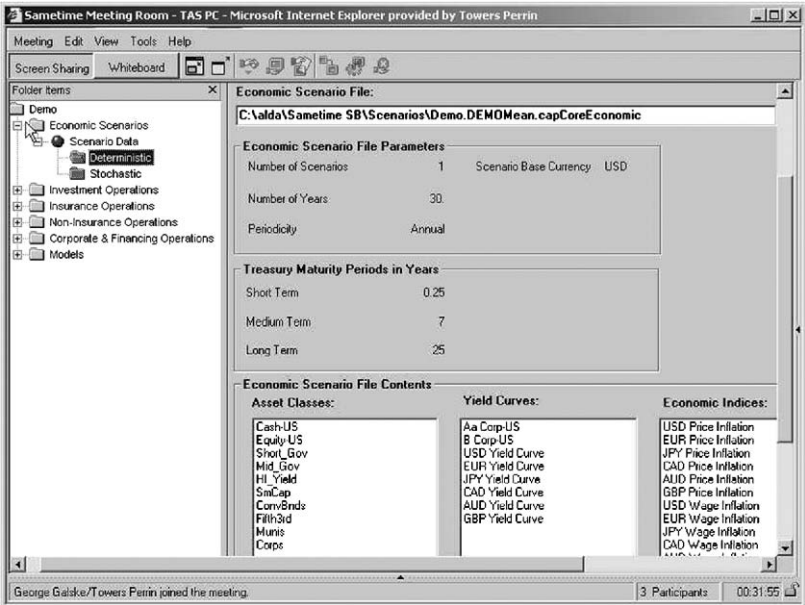 Sametime Meeting Room - TAS PC - Microsoft Internet Explorer provided by Towers Perrin
Meeting Edit View Tools Help
Screen Sharing Whiteboard
Folder Items
Demo
Economic Scenarios
Scenario Data
Deterministic
Stochastic
Investment Operations
Insurance Operations
Non-Insurance Operations
Corporate & Financing Operations
Models
Economic Scenario File:
C:\alda\Sametime SB\Scenarios\Demo.DEMOMean.capCoreEconomic
Economic Scenario File Parameters
Number of Scenarios 1 Scenario Base Currency USD
Number of Years 30.
Periodicity Annual
Treasury Maturity Periods in Years
Short Term 0.25
Medium Term 7
Long Term 25
Economic Scenario File Contents
Asset Classes:
Cash-US
Equity-US
Short_Gov
Mid_Gov
HI_Yield
SmCap
ConvBnds
Fifth3rd
Munis
Corps
Yield Curves:
Aa Corp-US
B Corp-US
USD Yield Curve
EUR Yield Curve
JPY Yield Curve
CAD Yield Curve
AUD Yield Curve
GBP Yield Curve
Economic Indices:
USD Price Inflation
EUR Price Inflation
JPY Price Inflation
CAD Price Inflation
AUD Price Inflation
GBP Price Inflation
USD Wage Inflation
EUR Wage Inflation
JPY Wage Inflation
CAD Wage Inflation
George Galske/Towers Perrin joined the meeting.
3 Participants 00:31:55